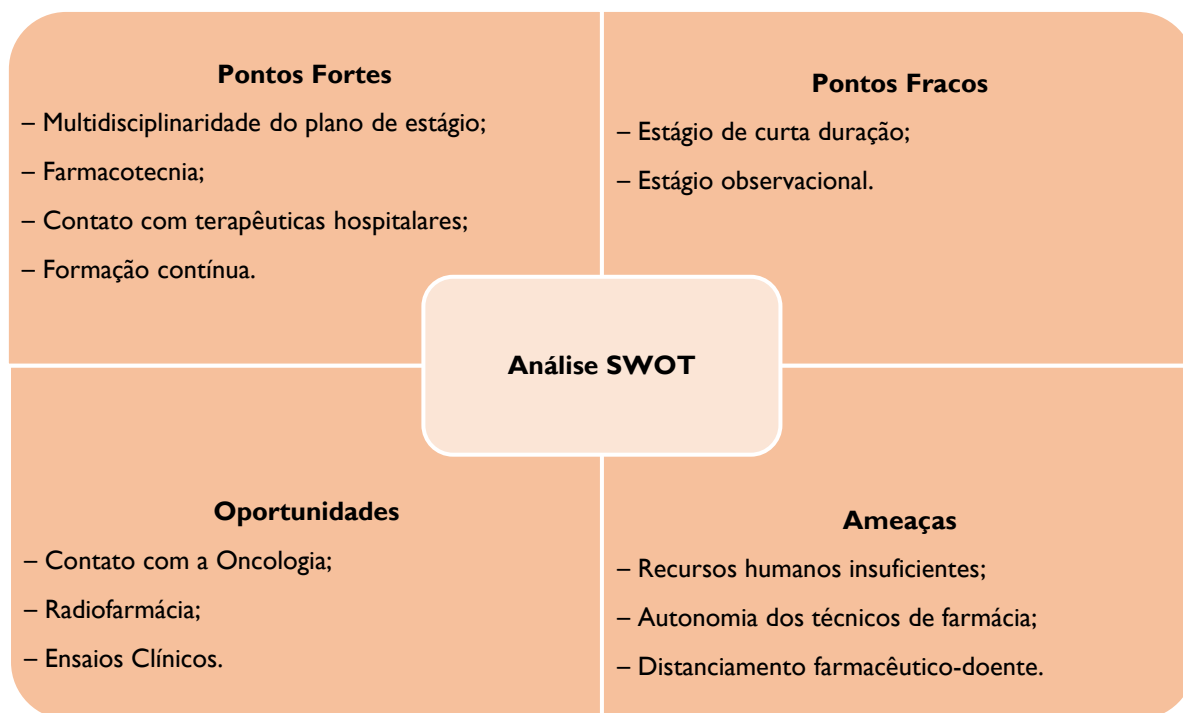 Pontos Fortes
– Multidisciplinaridade do plano de estágio;
– Farmacotecnia;
– Contato com terapêuticas hospitalares;
– Formação contínua.
Pontos Fracos
– Estágio de curta duração;
– Estágio observacional.
Análise SWOT
Oportunidades
– Contato com a Oncologia;
– Radiofarmácia;
– Ensaios Clínicos.
Ameaças
– Recursos humanos insuficientes;
– Autonomia dos técnicos de farmácia;
– Distanciamento farmacêutico-doente.